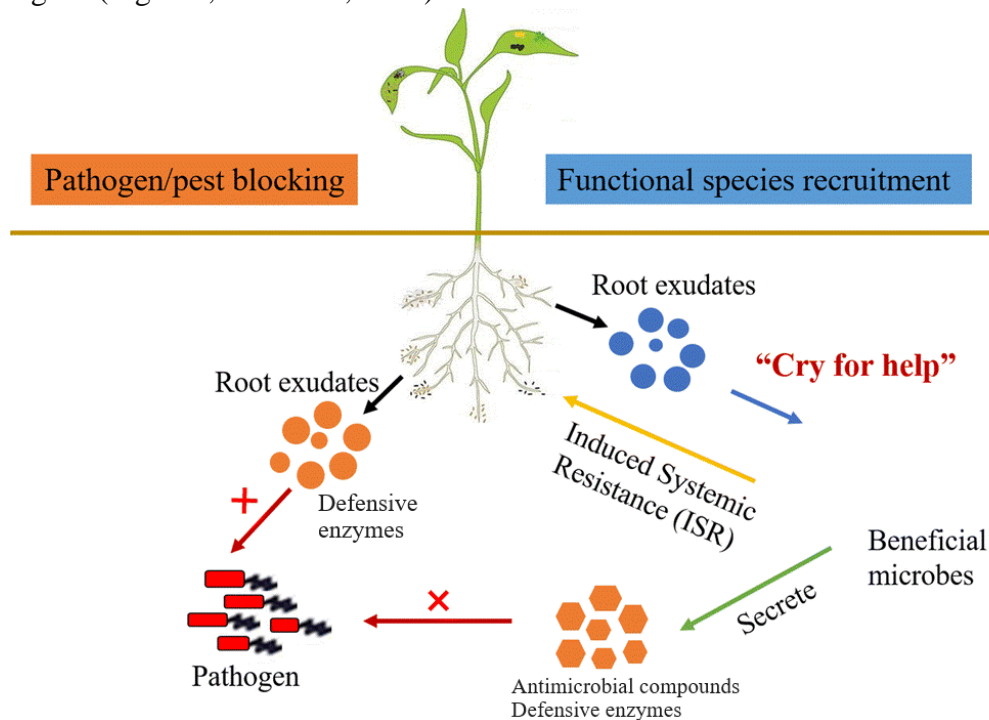 Pathogen/pest blocking
Functional species recruitment
Root exudates
“Cry for help”
Root exudates
Defensive
enzymes
Induced Systemic
Resistance (ISR)
Beneficial
microbes
Secrete
Pathogen
Antimicrobial compounds
Defensive enzymes